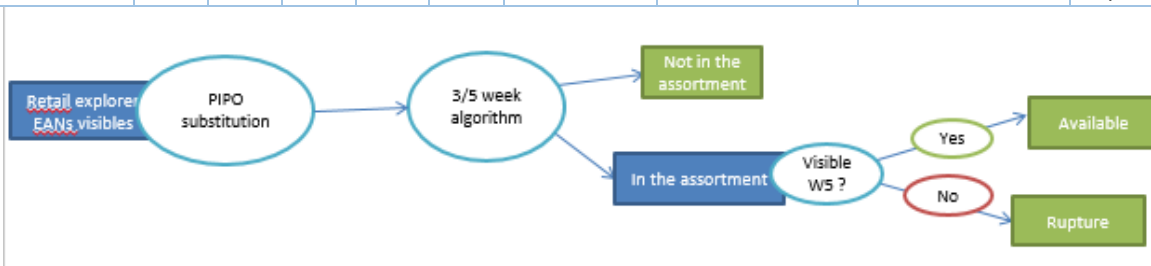 Retail explorer
EANs visibles
PIPO
substitution
3/5 week
algorithm
Not in the
assortment
In the assortment
Visible
W5 ?
Yes
No
Available
Rupture